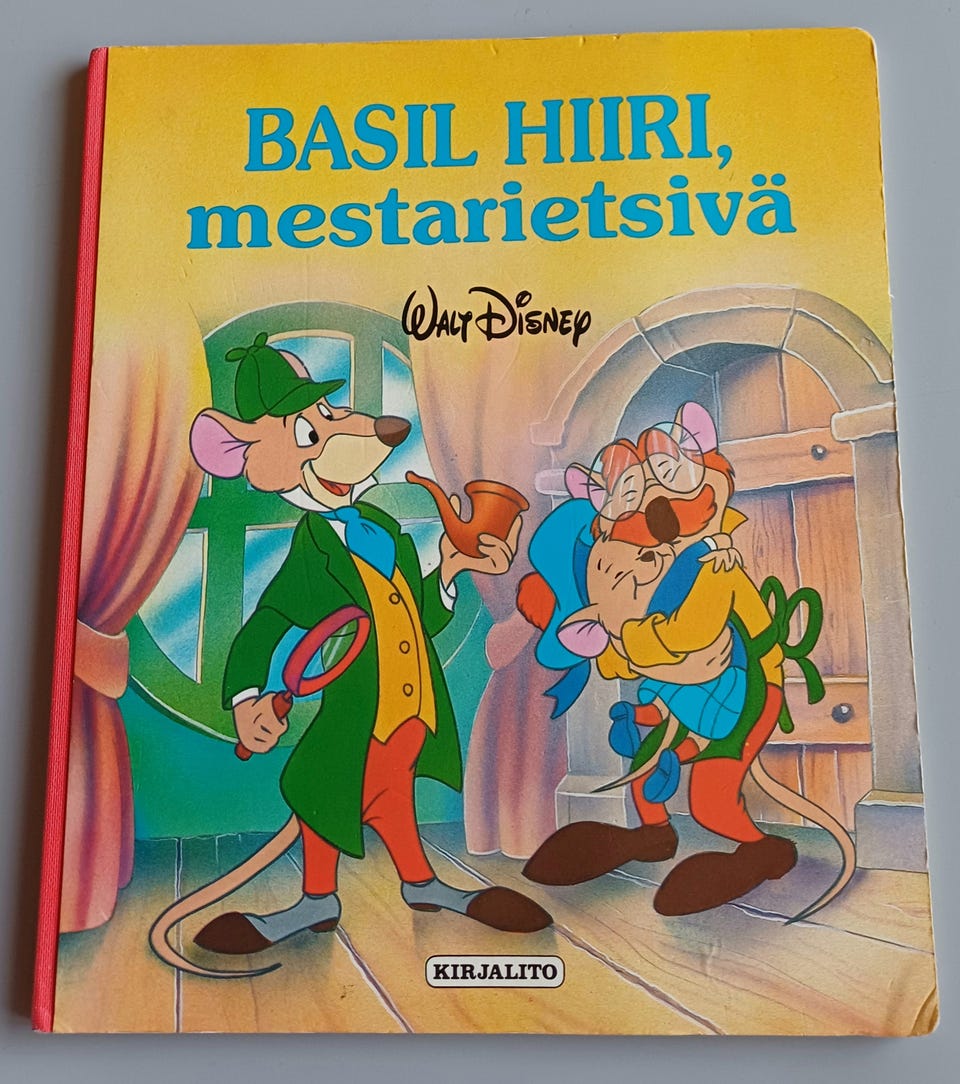 BASIL HIIRI,
mestarietsivä
WALT DISNEY
KIRJALITO